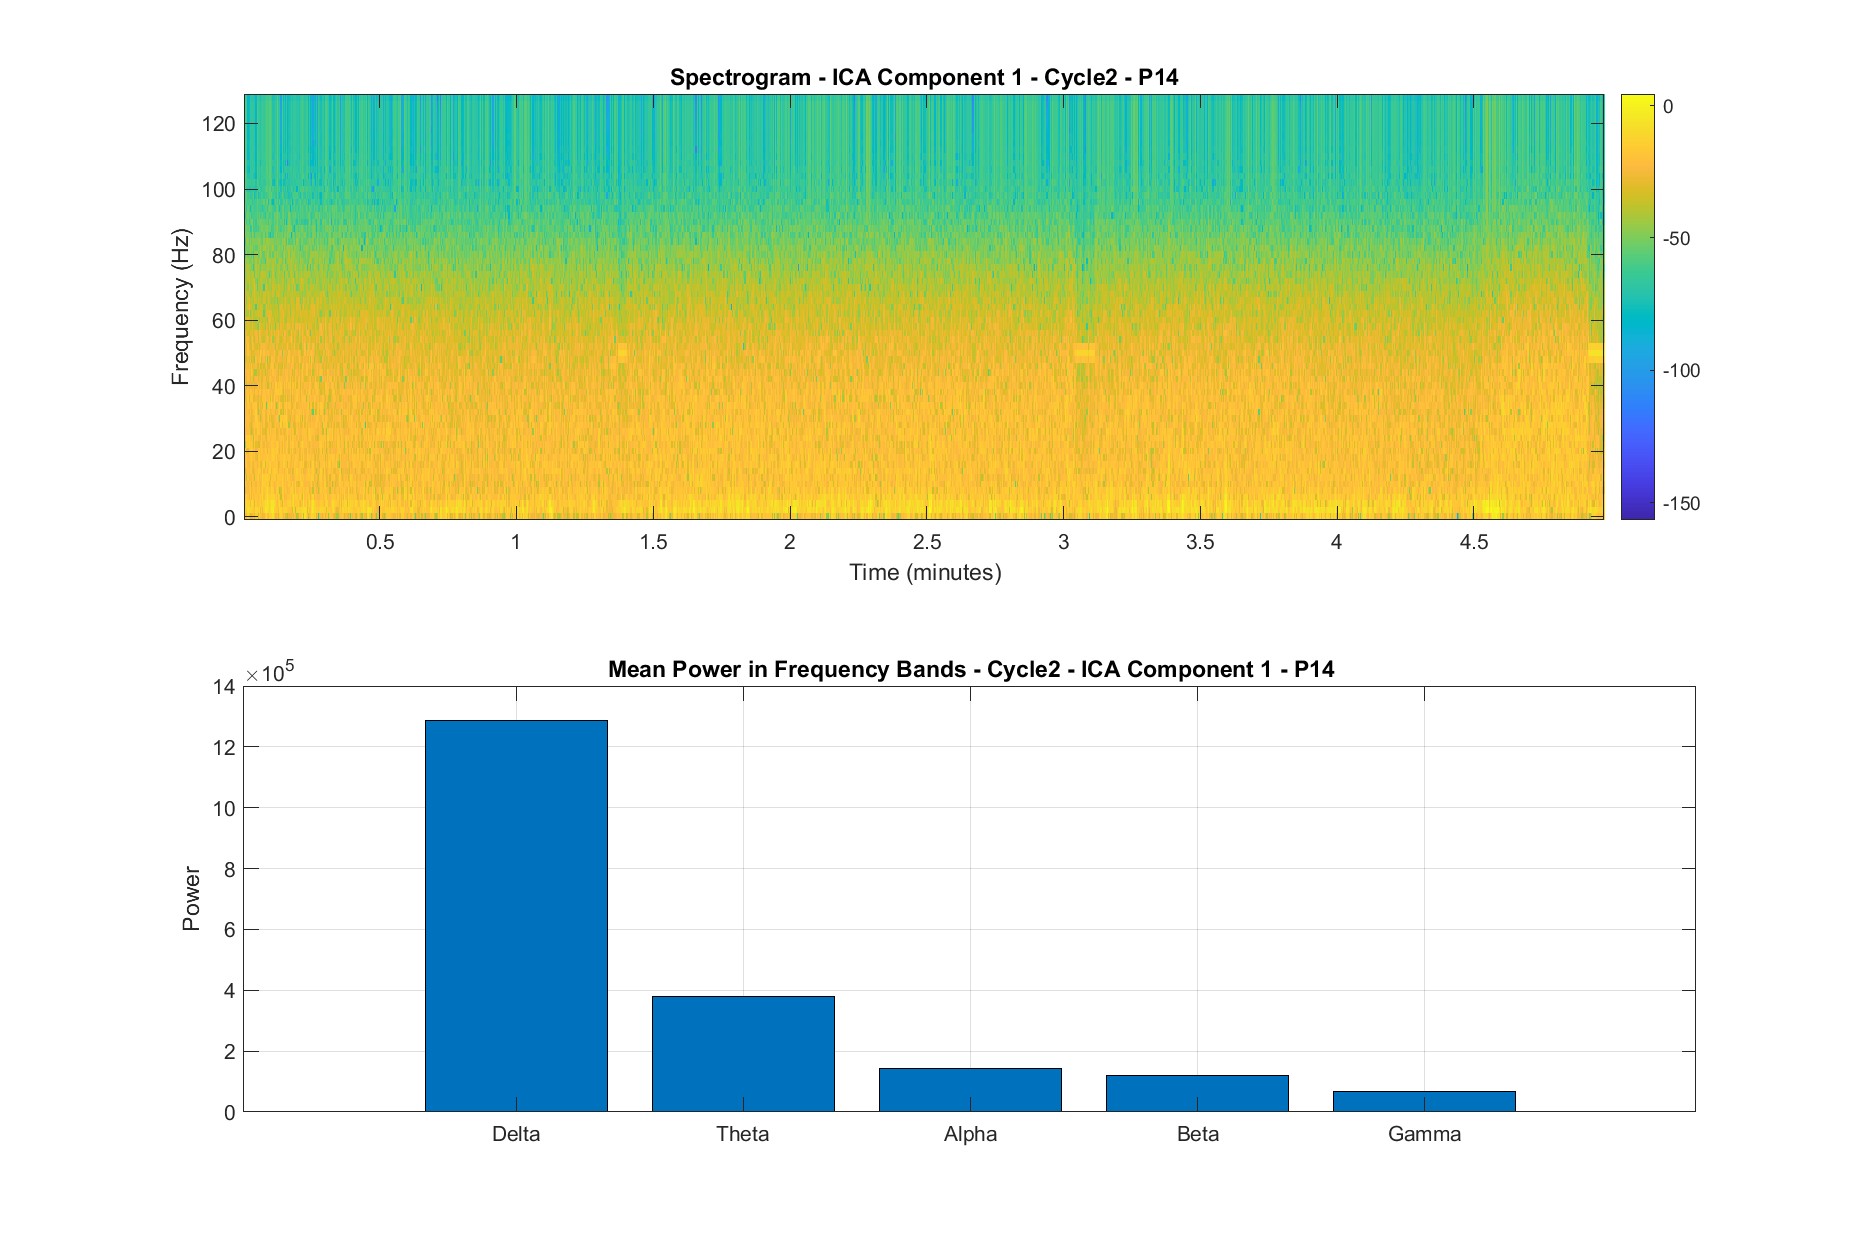 Spectrogram - ICA Component 1 - Cycle2 - P14
Frequency (Hz)
120
100
80
60
40
20
0
0.5 1 1.5 2 2.5 3 3.5 4 4.5
Time (minutes)
0
-50
-100
-150
Mean Power in Frequency Bands - Cycle2 - ICA Component 1 - P14
×10^5
Power
14
12
10
8
6
4
2
0
Delta Theta Alpha Beta Gamma